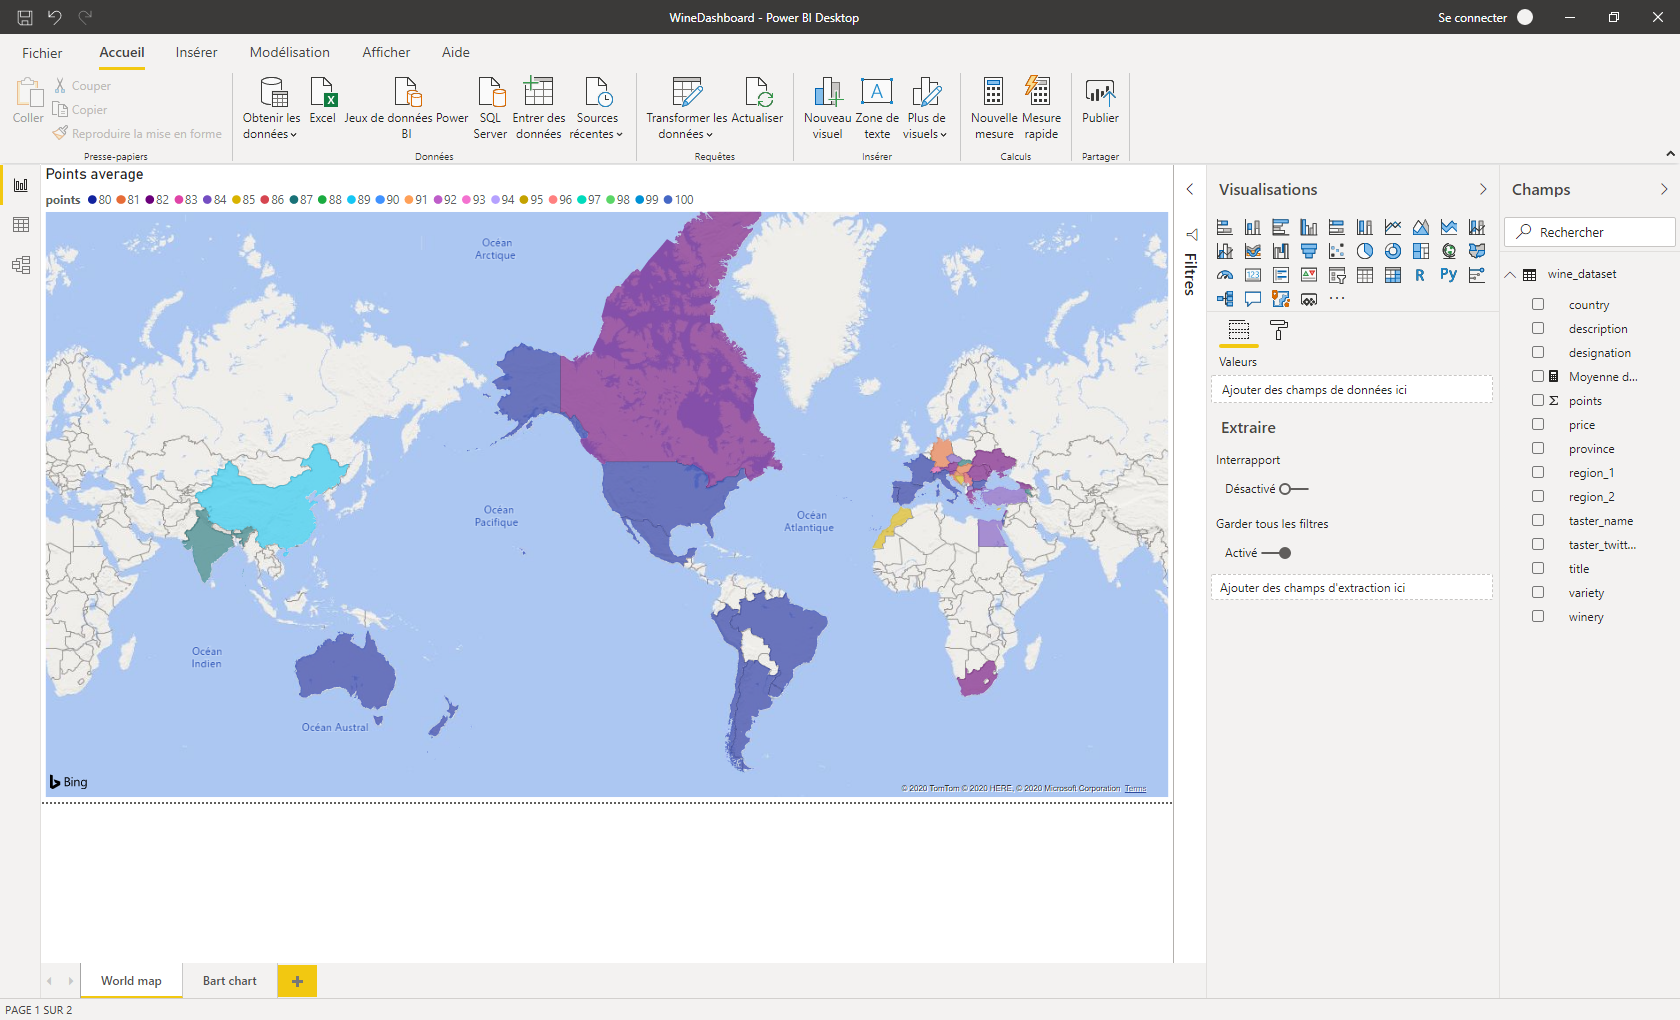 WineDashboard - Power BI Desktop
Se connecter
Fichier
Accueil
Insérer
Modélisation
Afficher
Aide
Coller
Couper
Copier
Reproduire la mise en forme
Presse-papiers
Obtenir les
données
Excel
Jeux de données Power
BI
SQL
Server
Entrer des
données
Sources
récentes
Données
Transformer les
données
Actualiser
Requêtes
Nouveau
visuel
Zone de
texte
Plus de
visuels
Insérer
Nouvelle
mesure
Mesure
rapide
Calculs
Publier
Partager
Points average
points 80 81 82 83 84 85 86 87 88 89 90 91 92 93 94 95 96 97 98 99 100
Océan
Arctique
Océan
Pacifique
Océan
Atlantique
Océan
Indien
Océan Austral
Bing
© 2020 TomTom © 2020 HERE, © 2020 Microsoft Corporation Terms
Filtres
Visualisations
123
R
Py
Valeurs
Ajouter des champs de données ici
Extraire
Interrapport
Désactivé
Garder tous les filtres
Activé
Ajouter des champs d'extraction ici
Champs
Rechercher
wine_dataset
country
description
designation
Moyenne d...
Σ points
price
province
region_1
region_2
taster_name
taster_twitt...
title
variety
winery
World map
Bart chart
PAGE 1 SUR 2